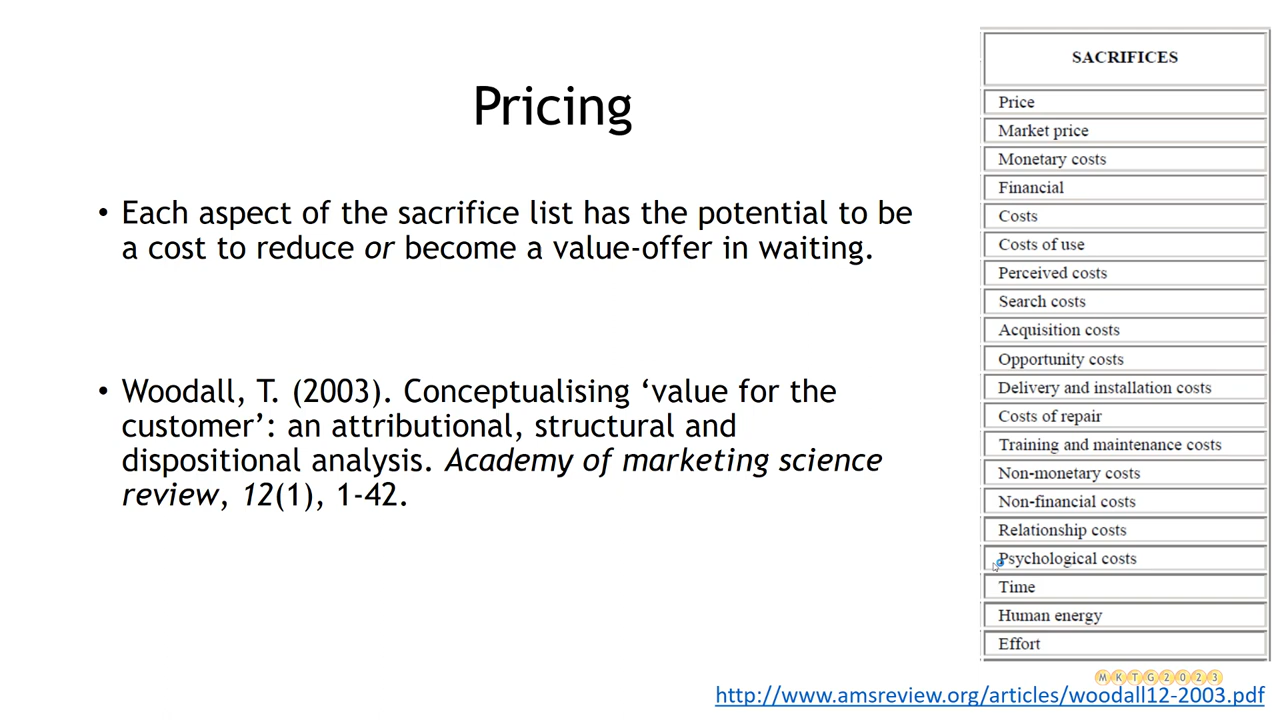 Pricing
• Each aspect of the sacrifice list has the potential to be
a cost to reduce or become a value-offer in waiting.
• Woodall, T. (2003). Conceptualising ‘value for the
customer’: an attributional, structural and
dispositional analysis. Academy of marketing science
review, 12(1), 1-42.
SACRIFICES
Price
Market price
Monetary costs
Financial
Costs
Costs of use
Perceived costs
Search costs
Acquisition costs
Opportunity costs
Delivery and installation costs
Costs of repair
Training and maintenance costs
Non-monetary costs
Non-financial costs
Relationship costs
Psychological costs
Time
Human energy
Effort
MKTG2023
http://www.amsreview.org/articles/woodall12-2003.pdf